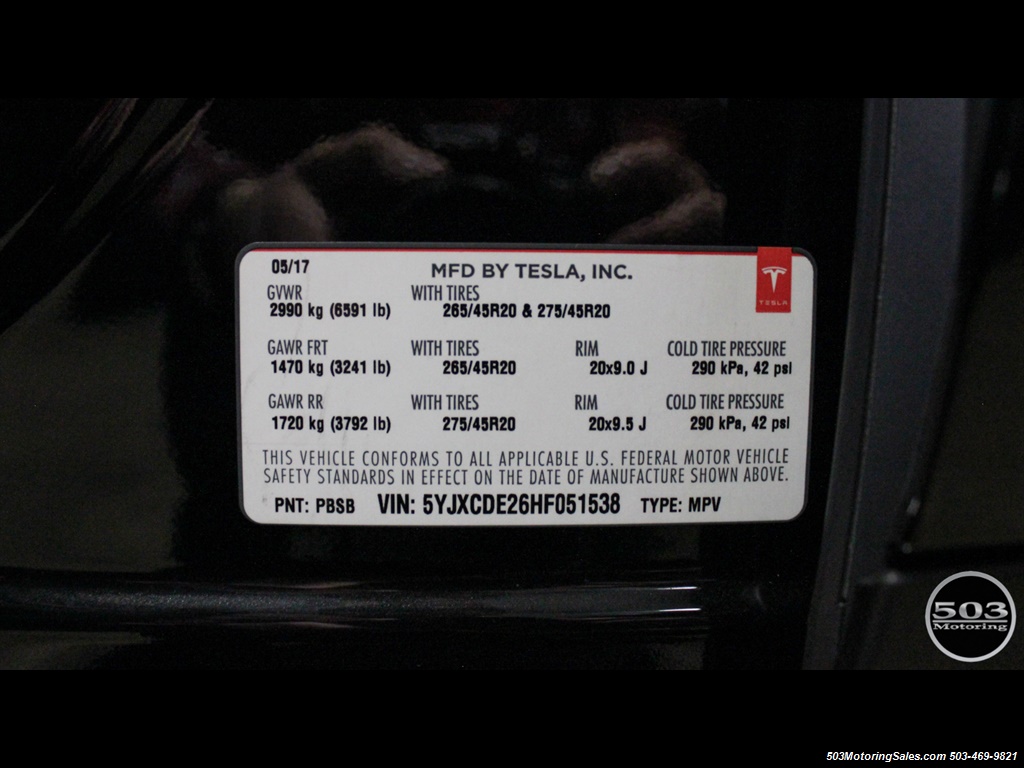 05/17 MFD BY TESLA, INC.
TESLA
GVWR WITH TIRES
2990 kg (6591 lb) 265/45R20 & 275/45R20
GAWR FRT WITH TIRES RIM COLD TIRE PRESSURE
1470 kg (3241 lb) 265/45R20 20x9.0 J 290 kPa, 42 psi
GAWR RR WITH TIRES RIM COLD TIRE PRESSURE
1720 kg (3792 lb) 275/45R20 20x9.5 J 290 kPa, 42 psi
THIS VEHICLE CONFORMS TO ALL APPLICABLE U.S. FEDERAL MOTOR VEHICLE
SAFETY STANDARDS IN EFFECT ON THE DATE OF MANUFACTURE SHOWN ABOVE.
PNT: PBSB VIN: 5YJXCDE26HF051538 TYPE: MPV
503
Motoring
503MotoringSales.com 503-469-9821